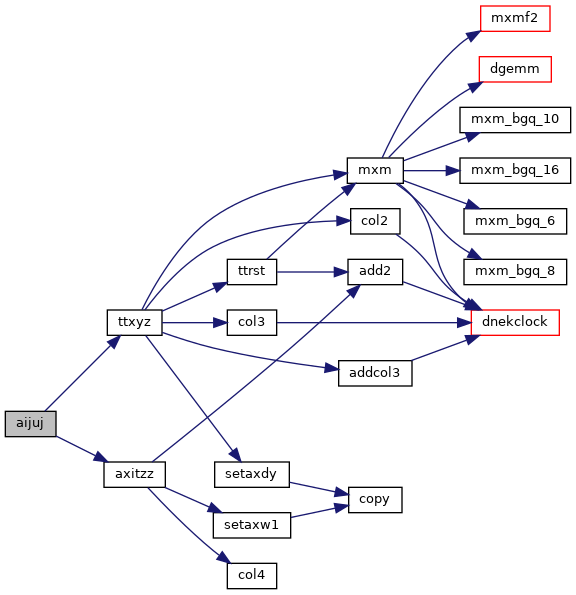 mxmf2
dgemm
mxm_bgq_10
mxm
mxm_bgq_16
col2
mxm_bgq_6
ttrst
add2
mxm_bgq_8
ttxyz
col3
dnekclock
addcol3
aijuj
axitzz
setaxdy
copy
setaxw1
col4